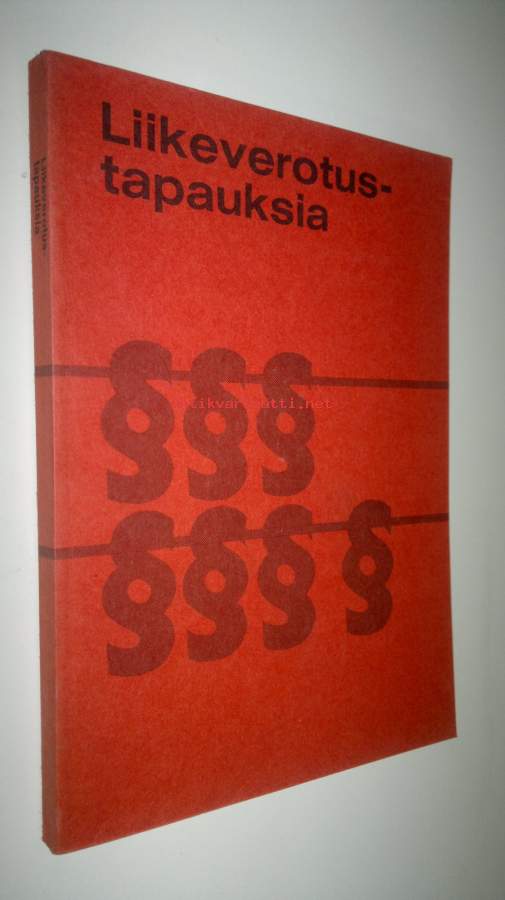 Liikeverotus-
tapauksia
Liikeverotus-
tapauksia
§§§
§§§ §